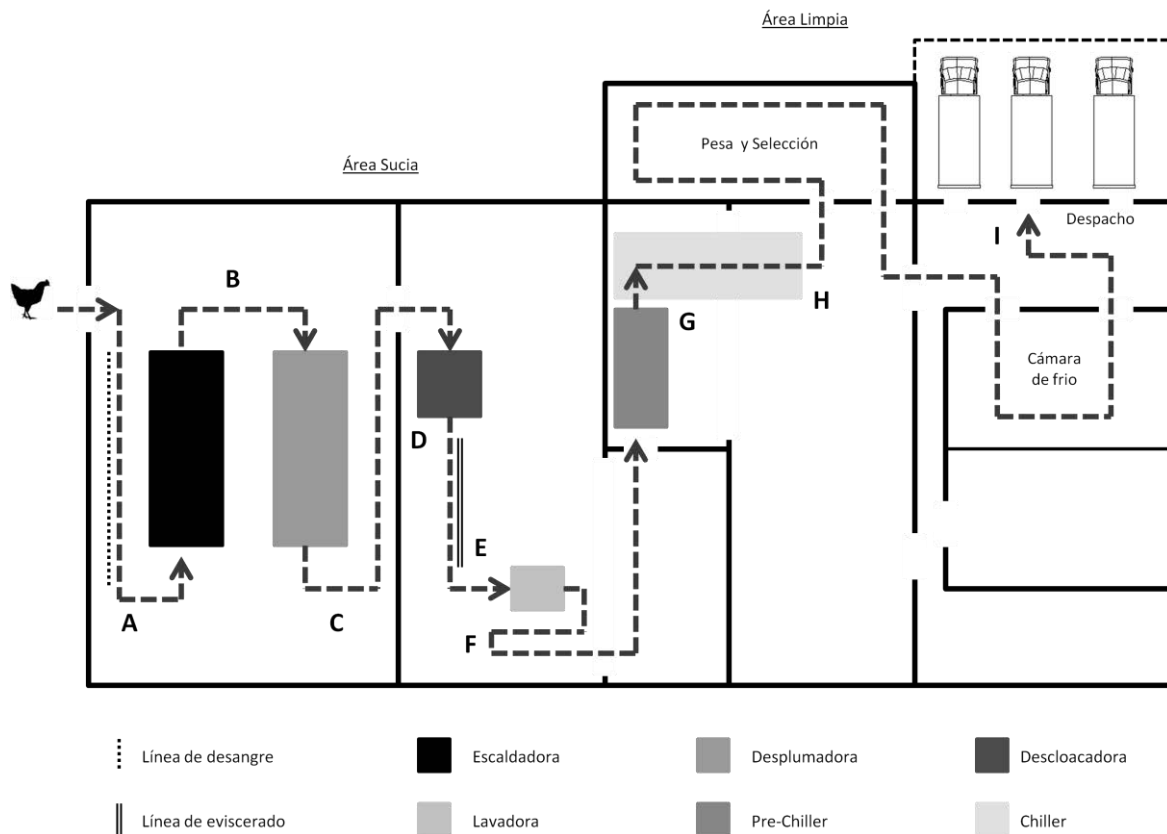 Área Limpia
Área Sucia
Pesa y Selección
Despacho
I
B
H
G
Cámara
de frio
D
E
A
C
F
Línea de desangre
Escaldadora
Desplumadora
Descloacadora
Línea de eviscerado
Lavadora
Pre-Chiller
Chiller